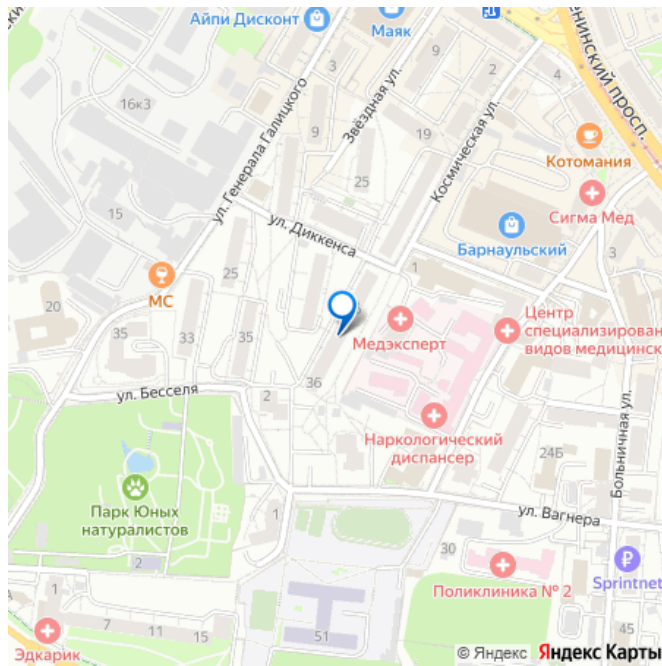 ский
Айпи Дисконт
Маяк
нинский просп.
16к3
9
9
2
4
Звёздная ул.
19
Космическая ул.
25
ул. Генерала Галицкого
Котомания
Сигма Мед
15
ул. Диккенса
Барнаульский
3
25
1
МС
20
35
33
35
Медэксперт
Центр
специализирован
видов медицинск
36
2
ул. Бесселя
Наркологический
диспансер
24Б
Больничная ул.
Парк Юных
натуралистов
1
ул. Вагнера
2
30
Поликлиника № 2
Sprintnet
1
7
11
15
51
45
Эдкарик
© Яндекс Яндекс Карты